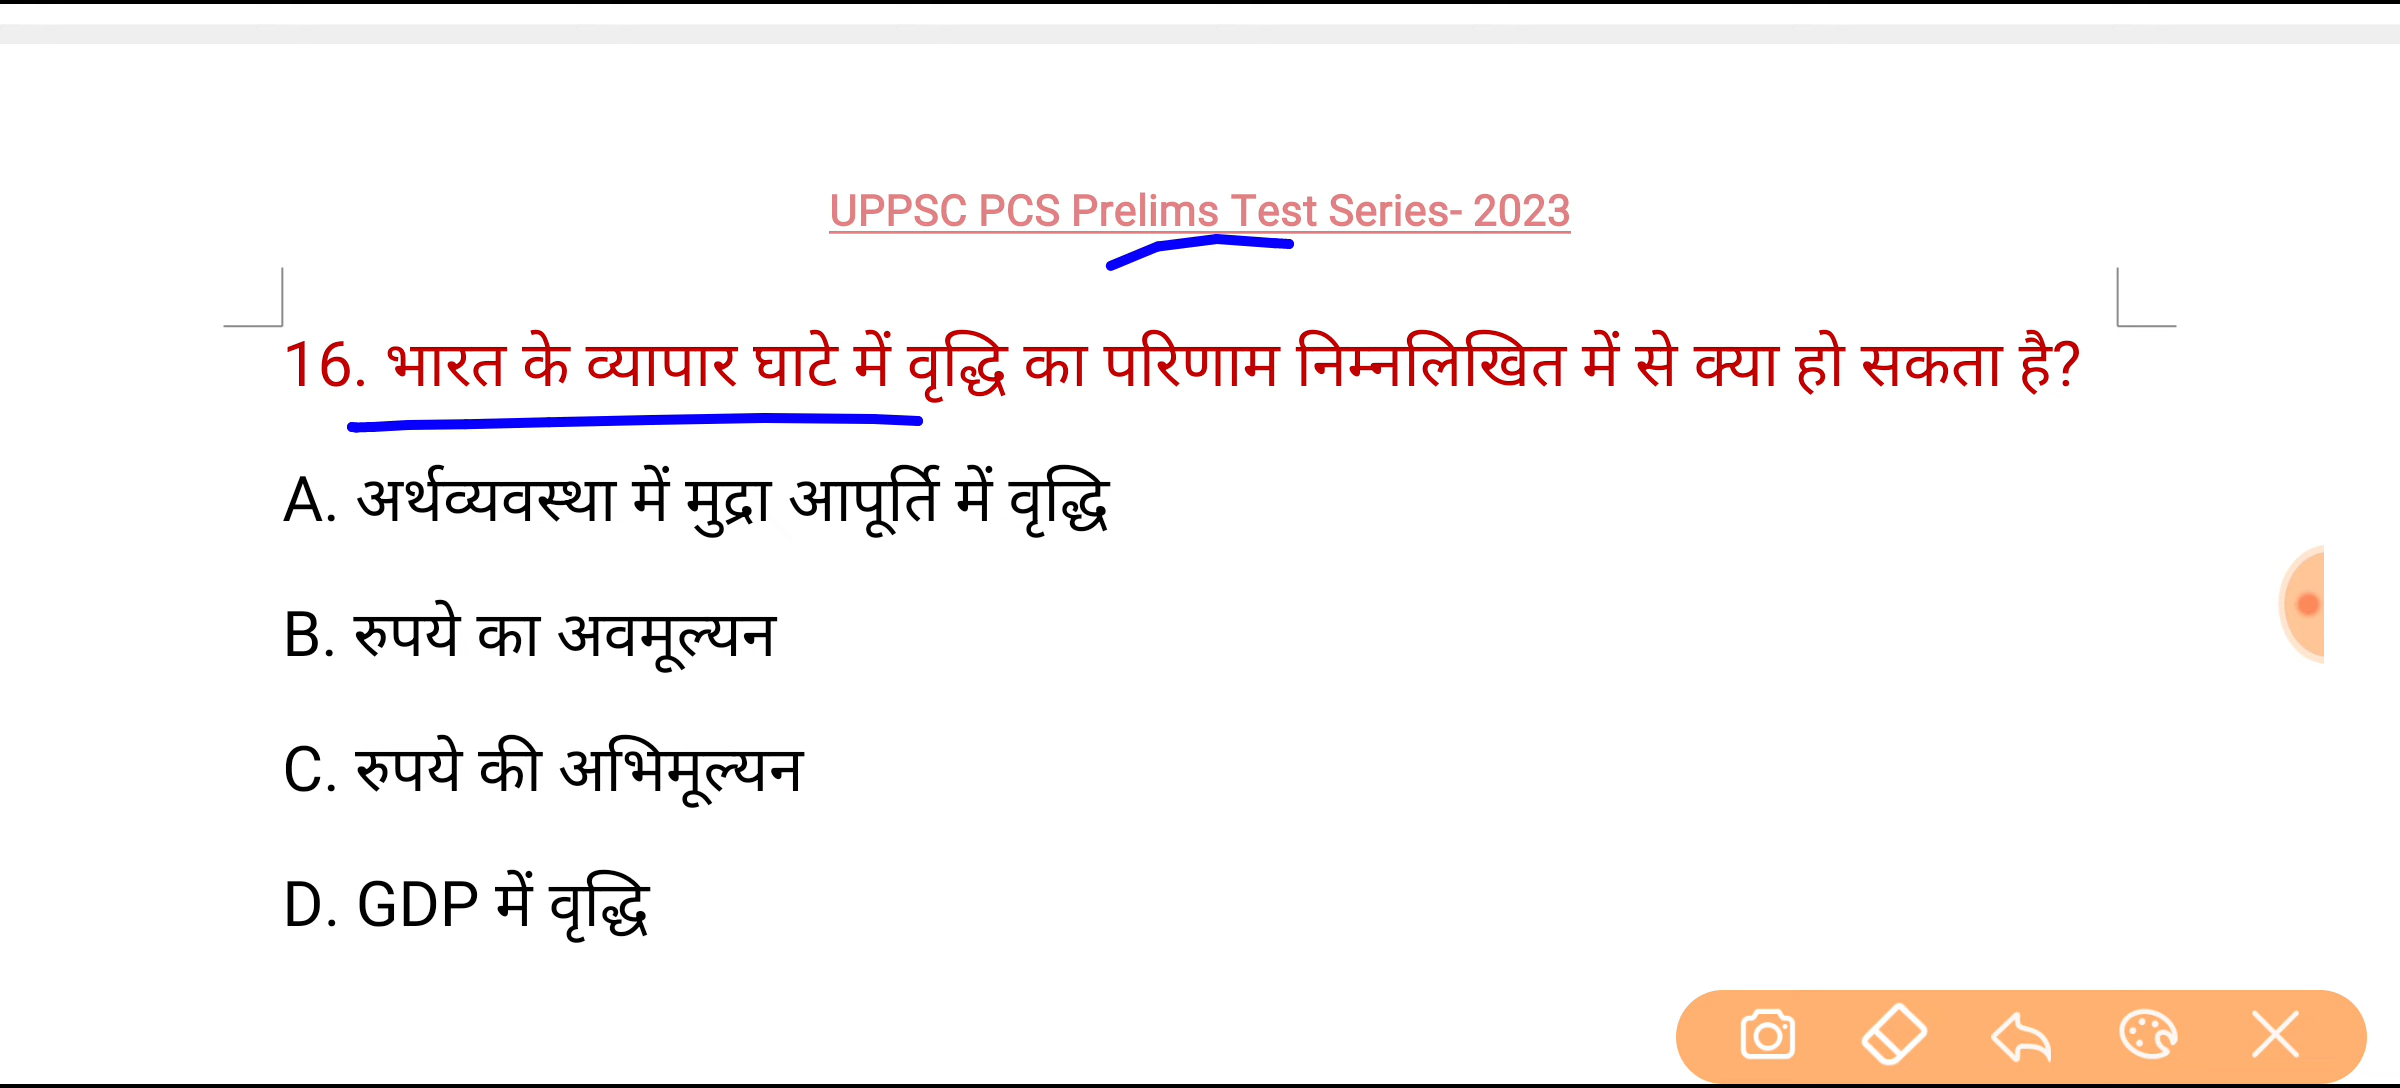 UPPSC PCS Prelims Test Series- 2023
16. भारत के व्यापार घाटे में वृद्धि का परिणाम निम्नलिखित में से क्या हो सकता है?
A. अर्थव्यवस्था में मुद्रा आपूर्ति में वृद्धि
B. रुपये का अवमूल्यन
C. रुपये की अभिमूल्यन
D. GDP में वृद्धि